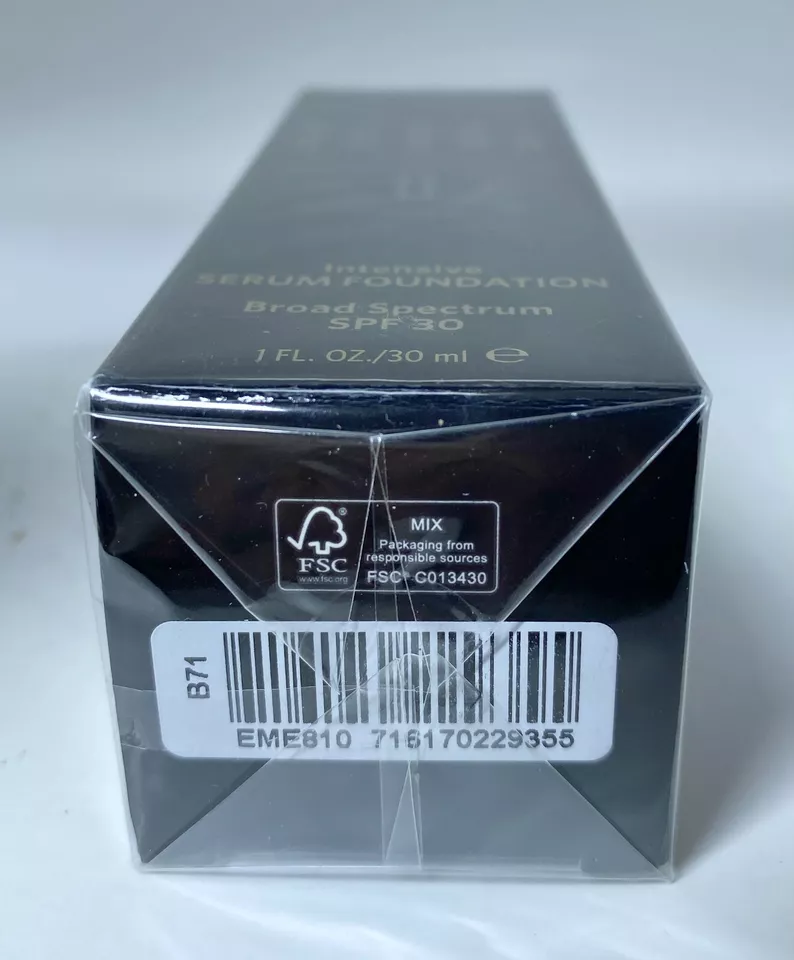 Intensive
SERUM FOUNDATION
Broad Spectrum
SPF 30
1 FL. OZ./30 ml ℮
MIX
Packaging from
responsible sources
FSC® C013430
FSC®
www.fsc.org
B71
EME810 716170229355